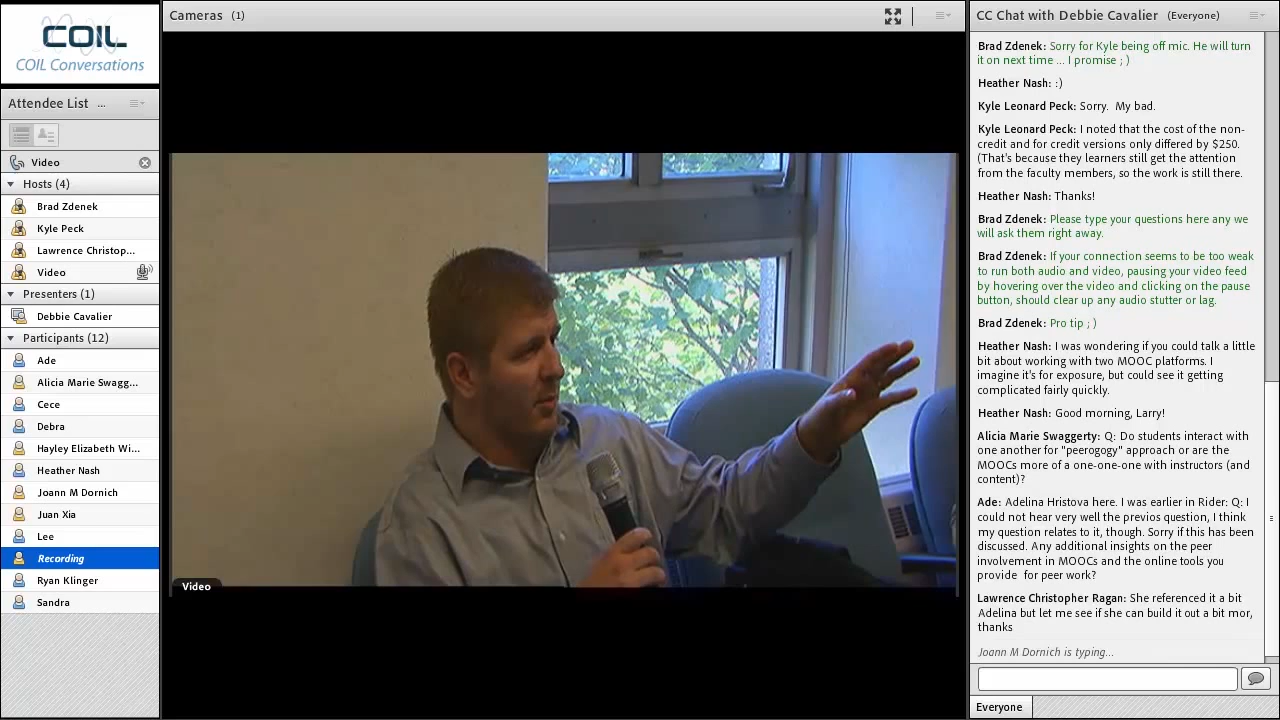 COIL
COIL Conversations
Attendee List ...
Video
Hosts (4)
Brad Zdenek
Kyle Peck
Lawrence Christop...
Video
Presenters (1)
Debbie Cavalier
Participants (12)
Ade
Alicia Marie Swagg...
Cece
Debra
Hayley Elizabeth Wi...
Heather Nash
Joann M Dornich
Juan Xia
Lee
Recording
Ryan Klinger
Sandra
Cameras (1)
Video
CC Chat with Debbie Cavalier (Everyone)
Brad Zdenek: Sorry for Kyle being off mic. He will turn
it on next time ... I promise ; )
Heather Nash: :)
Kyle Leonard Peck: Sorry. My bad.
Kyle Leonard Peck: I noted that the cost of the non-
credit and for credit versions only differed by $250.
(That's because they learners still get the attention
from the faculty members, so the work is still there.
Heather Nash: Thanks!
Brad Zdenek: Please type your questions here any we
will ask them right away.
Brad Zdenek: If your connection seems to be too weak
to run both audio and video, pausing your video feed
by hovering over the video and clicking on the pause
button, should clear up any audio stutter or lag.
Brad Zdenek: Pro tip ; )
Heather Nash: I was wondering if you could talk a little
bit about working with two MOOC platforms. I
imagine it's for exposure, but could see it getting
complicated fairly quickly.
Heather Nash: Good morning, Larry!
Alicia Marie Swaggerty: Q: Do students interact with
one another for "peerogogy" approach or are the
MOOCs more of a one-one-one with instructors (and
content)?
Ade: Adelina Hristova here. I was earlier in Rider: Q: I
could not hear very well the previos question, I think
my question relates to it, though. Sorry if this has been
discussed. Any additional insights on the peer
involvement in MOOCs and the online tools you
provide for peer work?
Lawrence Christopher Ragan: She referenced it a bit
Adelina but let me see if she can build it out a bit mor,
thanks
Joann M Dornich is typing...
Everyone